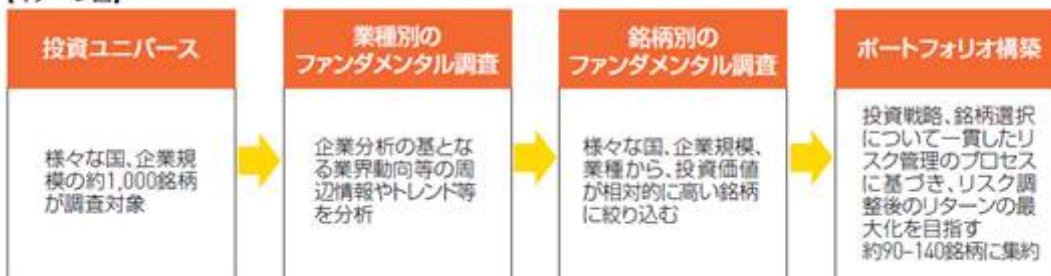 投資ユニバース
様々な国、企業規
模の約1,000銘柄
が調査対象
業種別の
ファンダメンタル調査
企業分析の基とな
る業界動向等の周
辺情報やトレンド等
を分析
銘柄別の
ファンダメンタル調査
様々な国、企業規模、
業種から、投資価値
が相対的に高い銘柄
に絞り込む
ポートフォリオ構築
投資戦略、銘柄選択
について一貫したリ
スク管理のプロセス
に基づき、リスク調
整後のリターンの最
大化を目指す
約90–140銘柄に集約